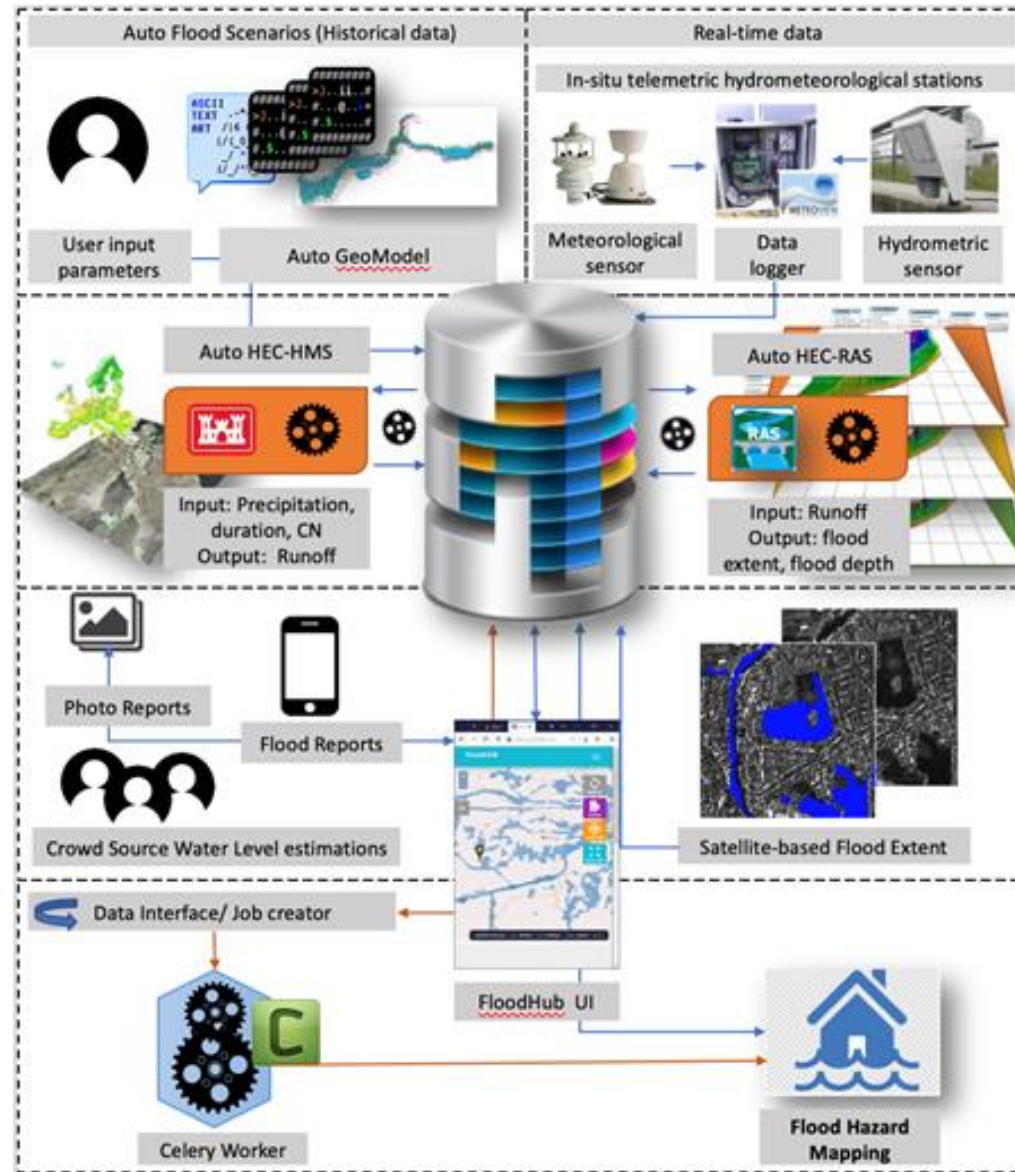 Auto Flood Scenarios (Historical data)
Real-time data
In-situ telemetric hydrometeorological stations
ASCII
TEXT
ART
User input
parameters
Auto GeoModel
Meteorological
sensor
Data
logger
Hydrometric
sensor
Auto HEC-HMS
Input: Precipitation,
duration, CN
Output: Runoff
Auto HEC-RAS
RAS
Input: Runoff
Output: flood
extent, flood depth
Photo Reports
Flood Reports
Crowd Source Water Level estimations
Satellite-based Flood Extent
Data Interface/ Job creator
C
Celery Worker
FloodHub UI
Flood Hazard
Mapping